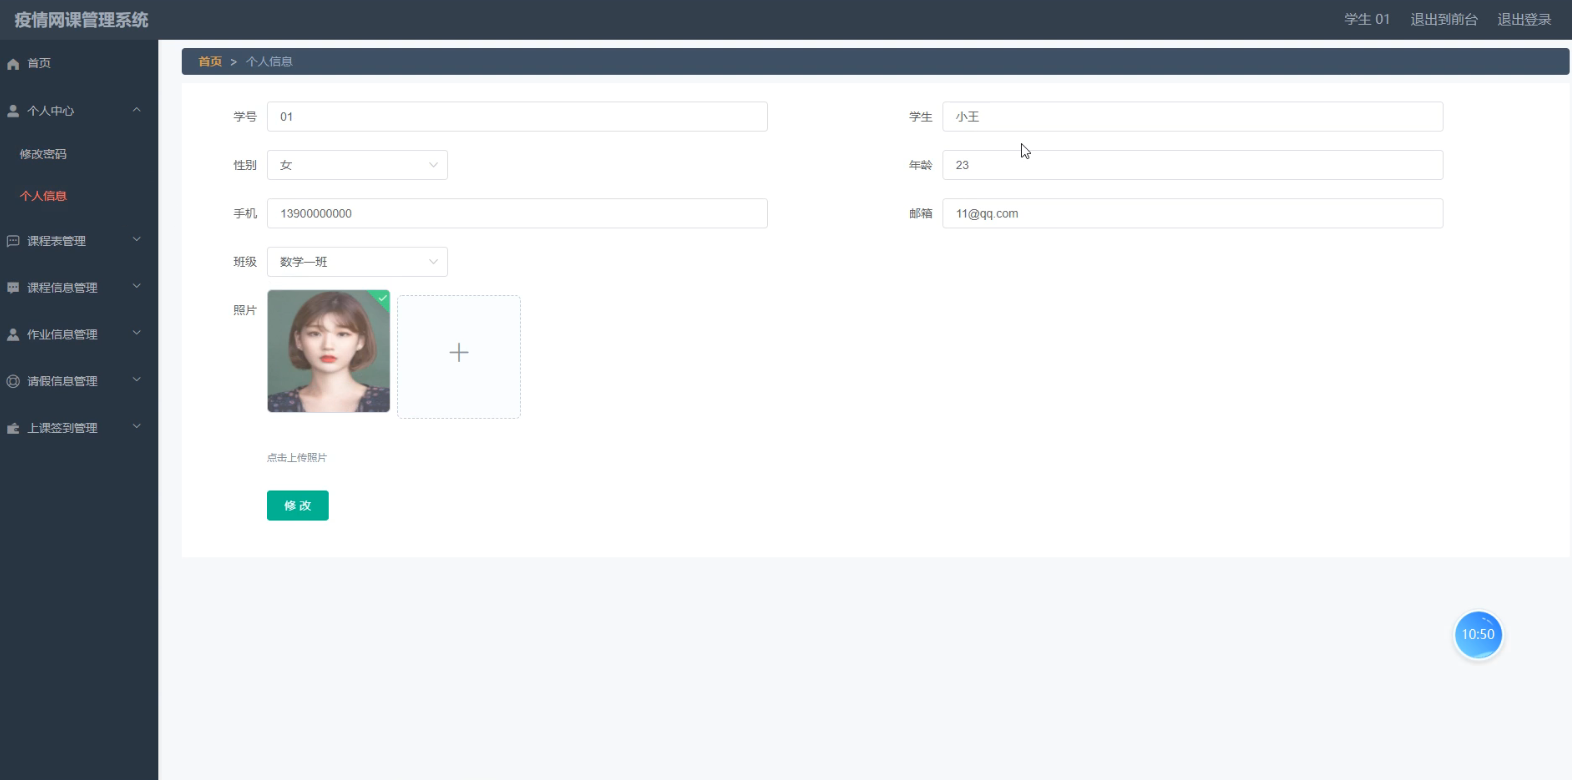 疫情网课管理系统
学生 01 退出到前台 退出登录
首页
个人中心
修改密码
个人信息
课程表管理
课程信息管理
作业信息管理
请假信息管理
上课签到管理
首页 > 个人信息
学号 01
学生 小王
性别 女
年龄 23
手机 13900000000
邮箱 11@qq.com
班级 数学一班
照片
点击上传照片
修 改
10:50